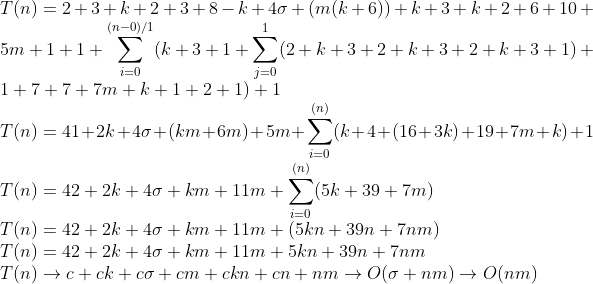 T(n) = 2 + 3 + k + 2 + 3 + 8 − k + 4σ + (m(k + 6)) + k + 3 + k + 2 + 6 + 10 +
5m + 1 + 1 + \sum_{i=0}^{(n−0)/1} (k + 3 + 1 + \sum_{j=0}^{1} (2 + k + 3 + 2 + k + 3 + 2 + k + 3 + 1) +
1 + 7 + 7 + 7m + k + 1 + 2 + 1) + 1
T(n) = 41 + 2k + 4σ + (km + 6m) + 5m + \sum_{i=0}^{(n)} (k + 4 + (16 + 3k) + 19 + 7m + k) + 1
T(n) = 42 + 2k + 4σ + km + 11m + \sum_{i=0}^{(n)} (5k + 39 + 7m)
T(n) = 42 + 2k + 4σ + km + 11m + (5kn + 39n + 7nm)
T(n) = 42 + 2k + 4σ + km + 11m + 5kn + 39n + 7nm
T(n) → c + ck + cσ + cm + ckn + cn + nm → O(σ + nm) → O(nm)